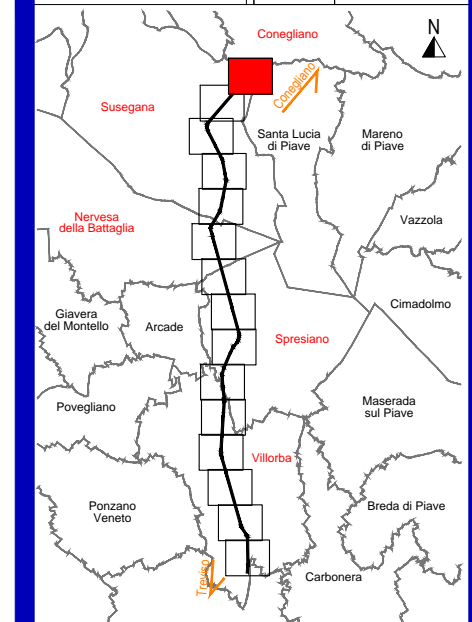 N
Conegliano
Conegliano
Susegana
Santa Lucia
di Piave
Mareno
di Piave
Nervesa
della Battaglia
Vazzola
Giavera
del Montello
Arcade
Cimadolmo
Spresiano
Povegliano
Maserada
sul Piave
Villorba
Ponzano
Veneto
Breda di Piave
Treviso
Carbonera